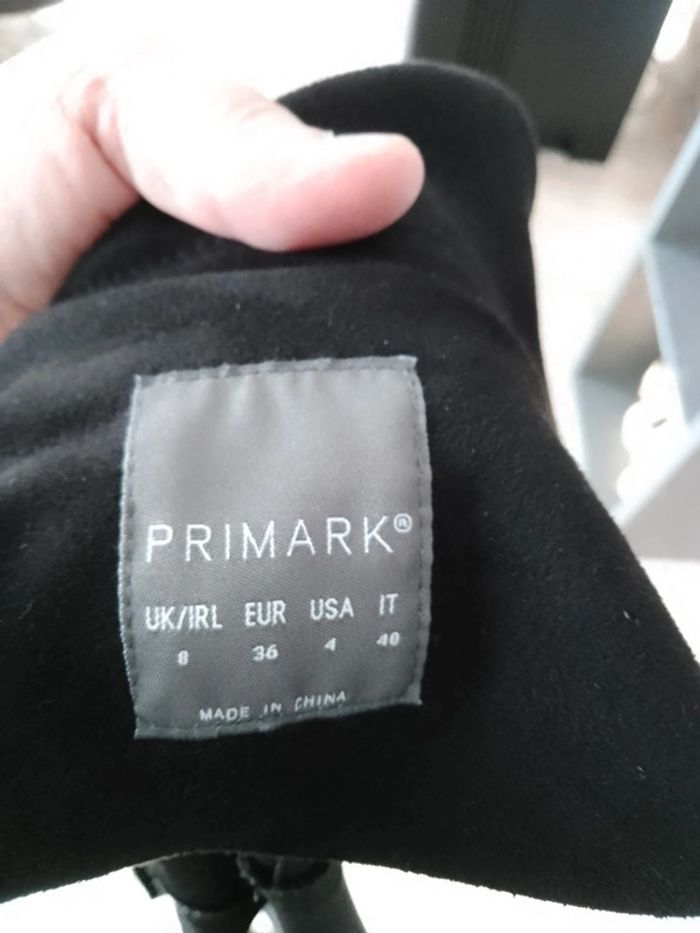 PRIMARK®
UK/IRL EUR USA IT
8 36 4 40
MADE IN CHINA